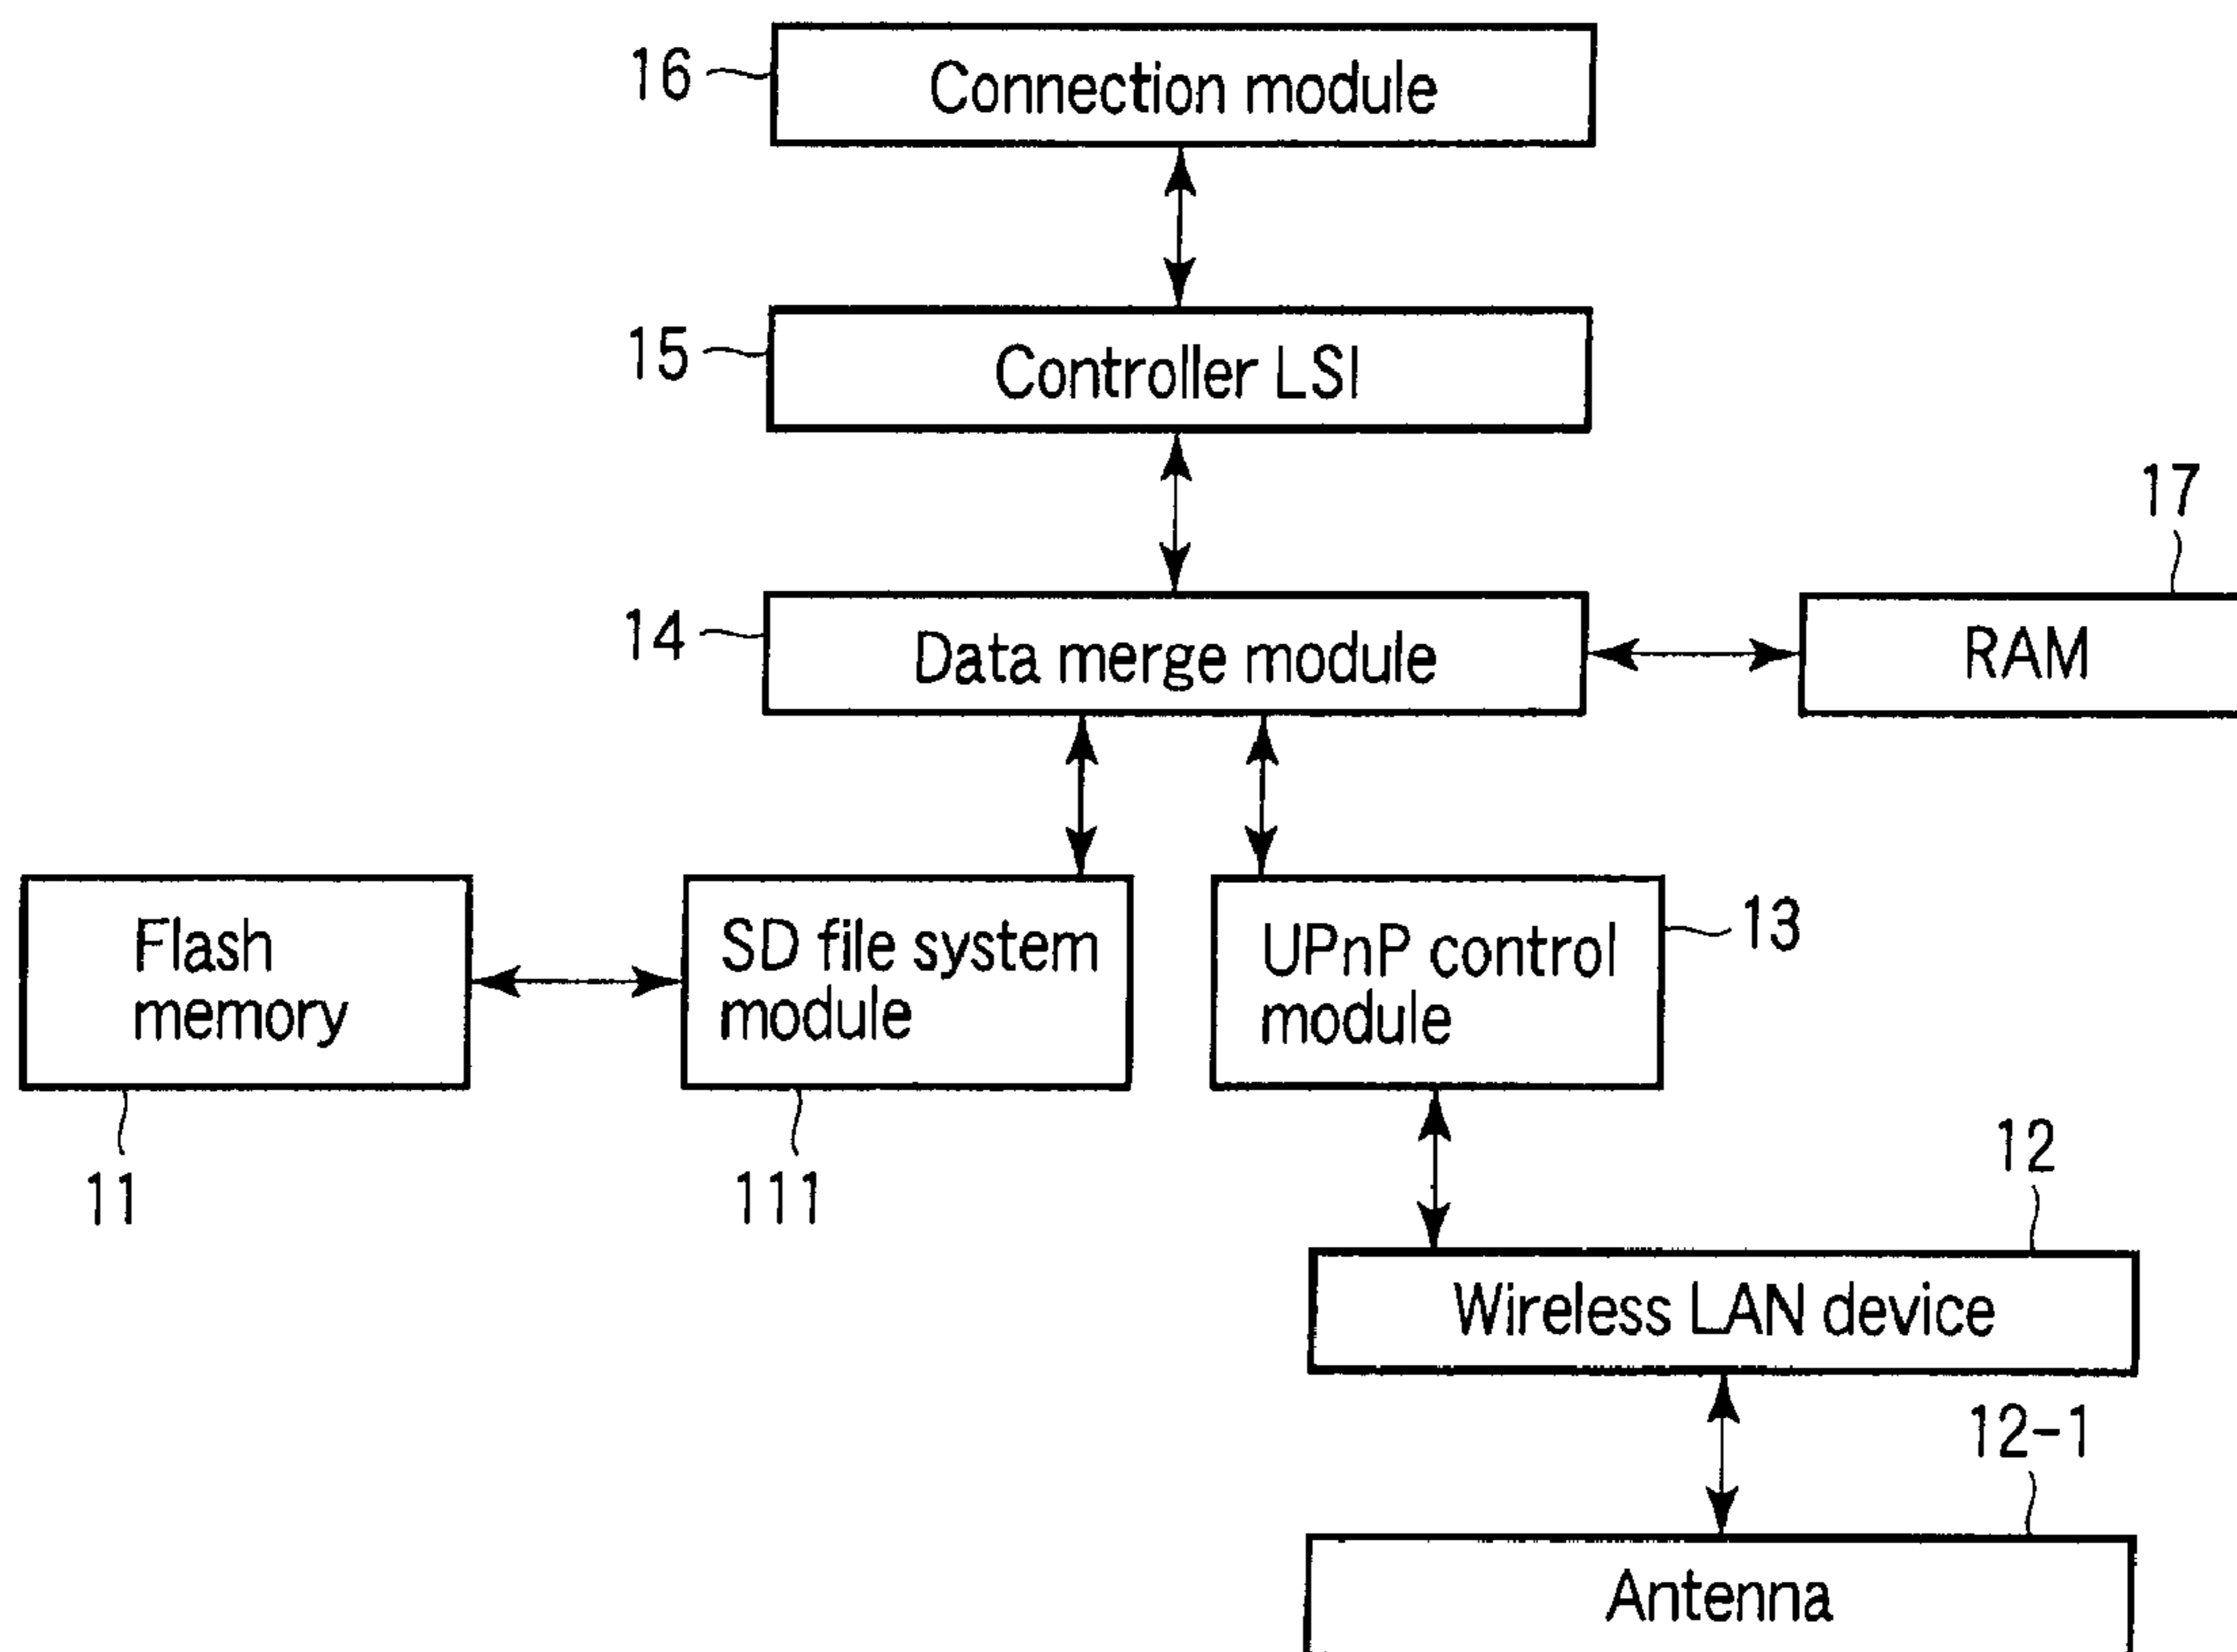 16
Connection module
15
Controller LSI
17
14
Data merge module
RAM
Flash
memory
SD file system
module
UPnP control
module
13
11
111
12
Wireless LAN device
12-1
Antenna